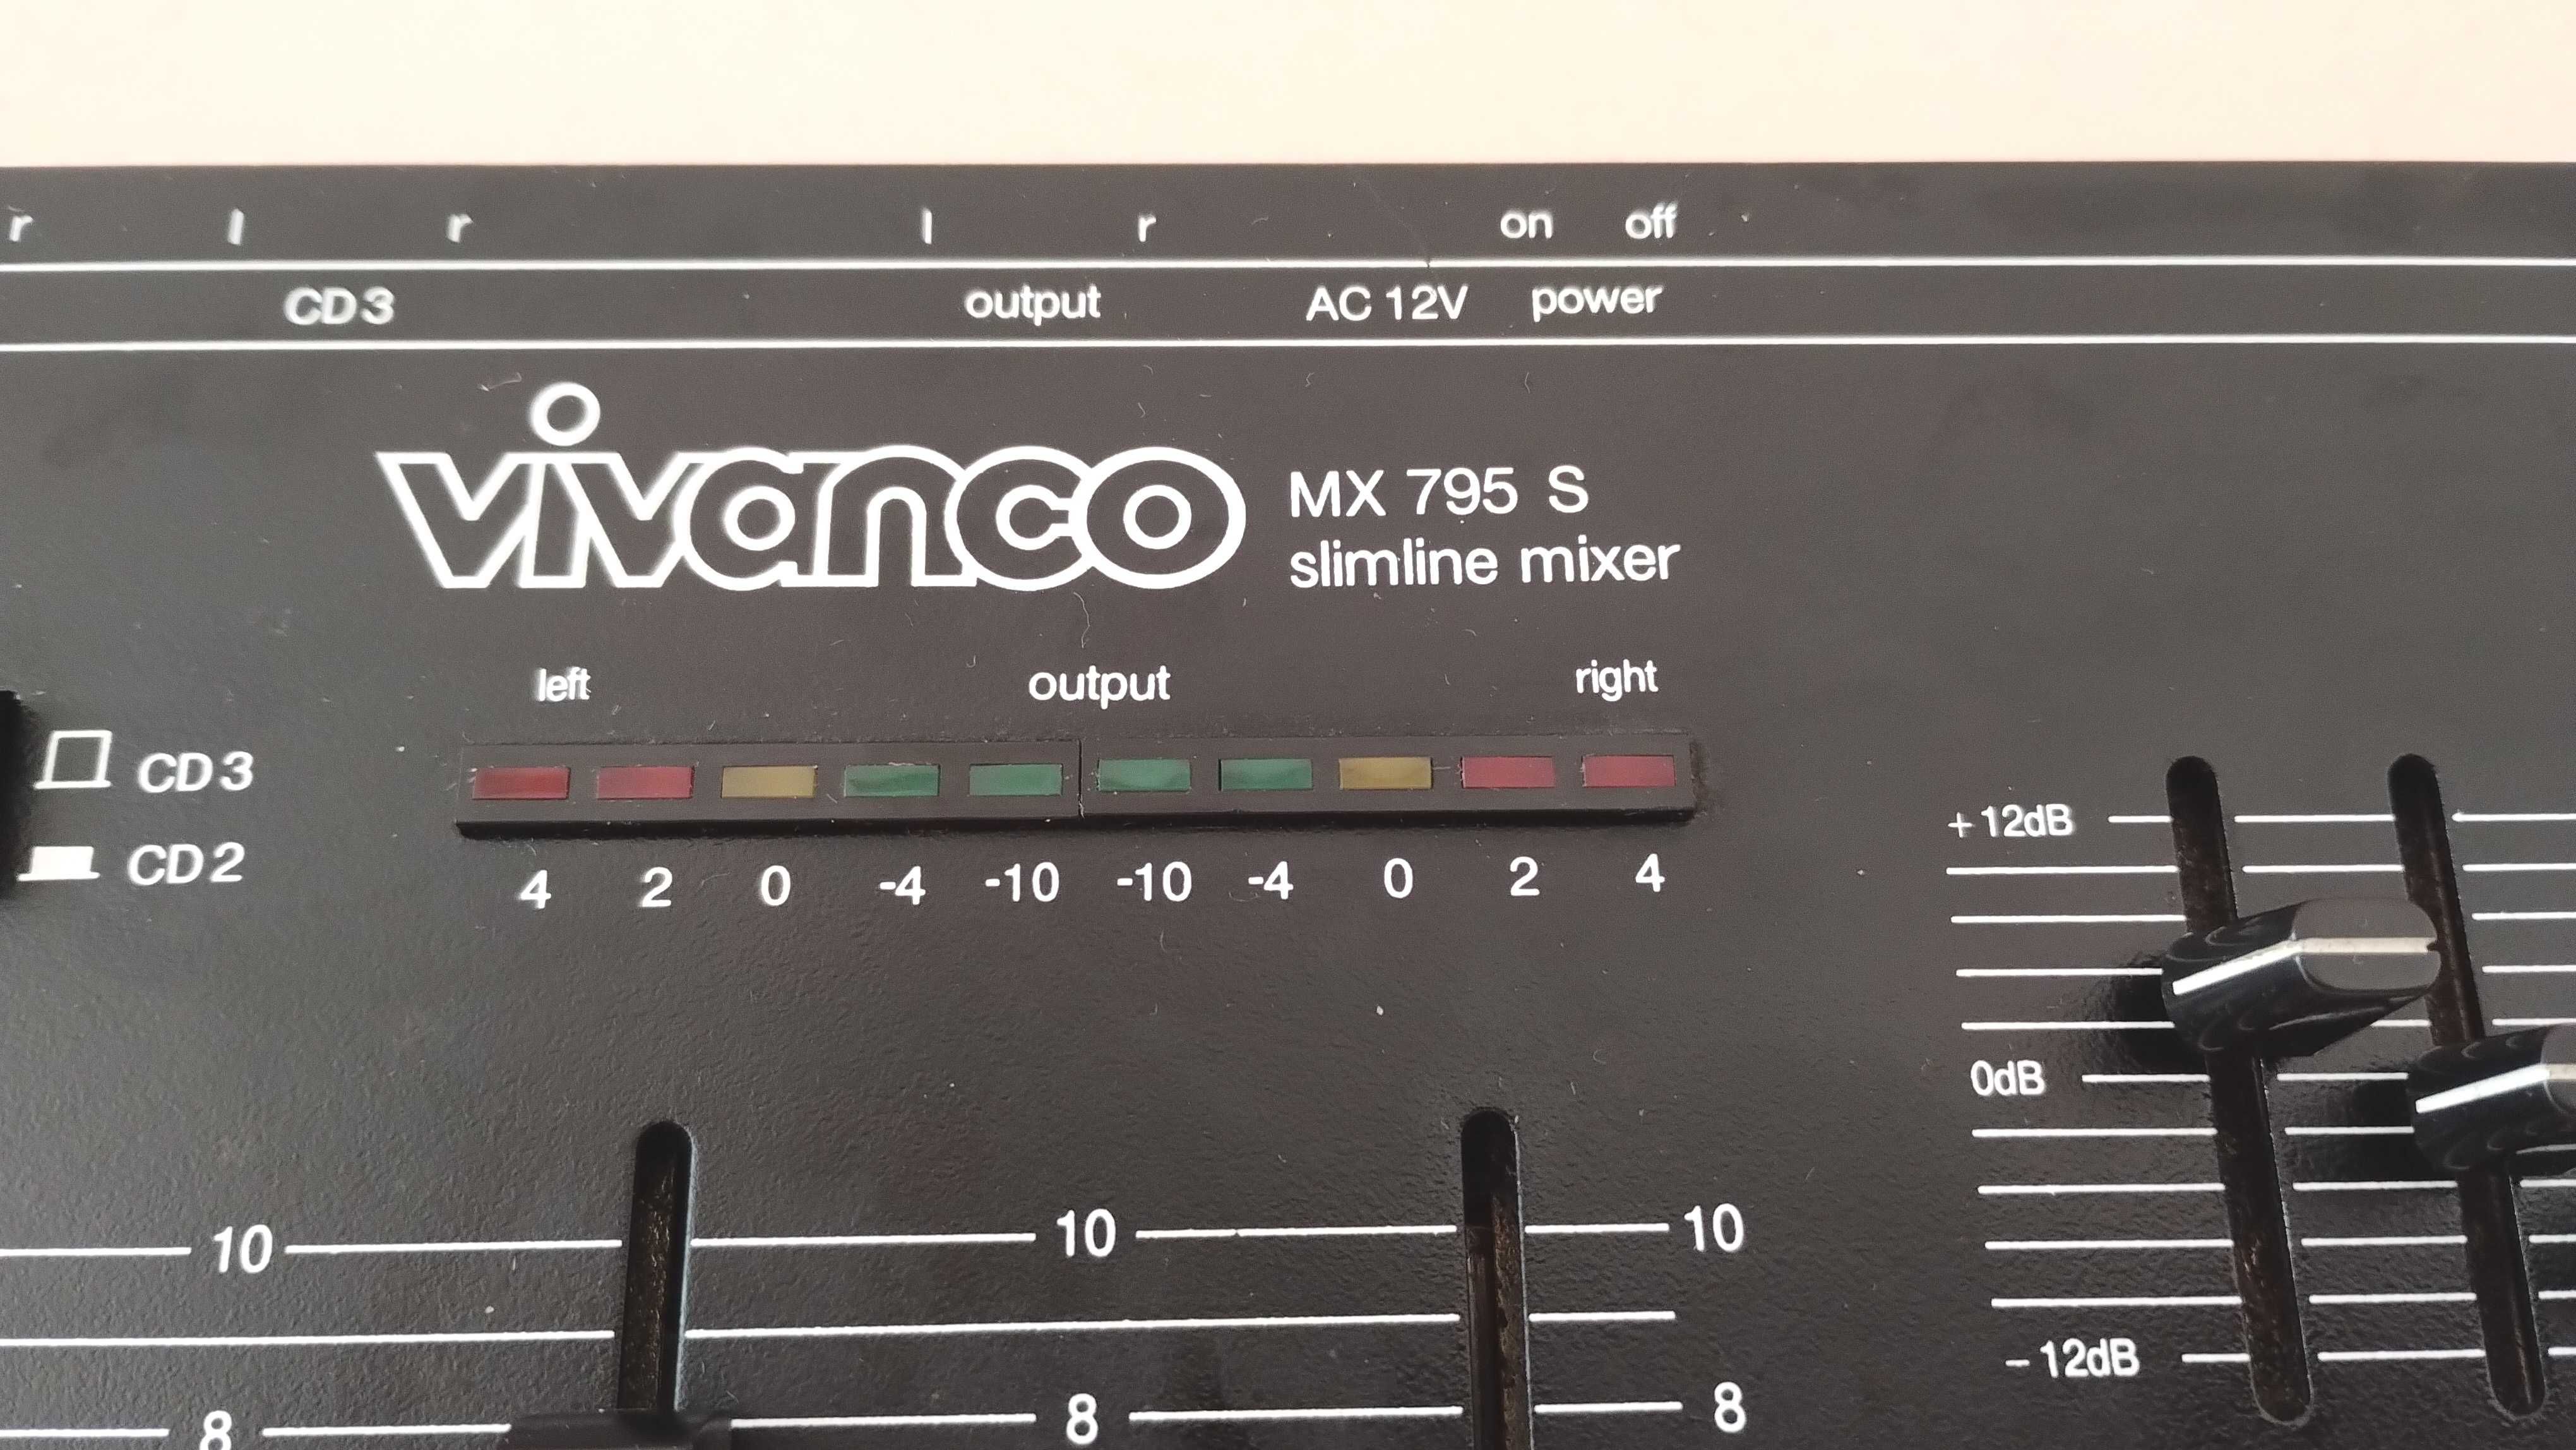 r l r l r on off
CD3 output AC 12V power
vivanco MX 795 S
slimline mixer
left output right
CD3
CD2
4 2 0 -4 -10 -10 -4 0 2 4
+12dB
0dB
-12dB
10 10 10
8 8 8